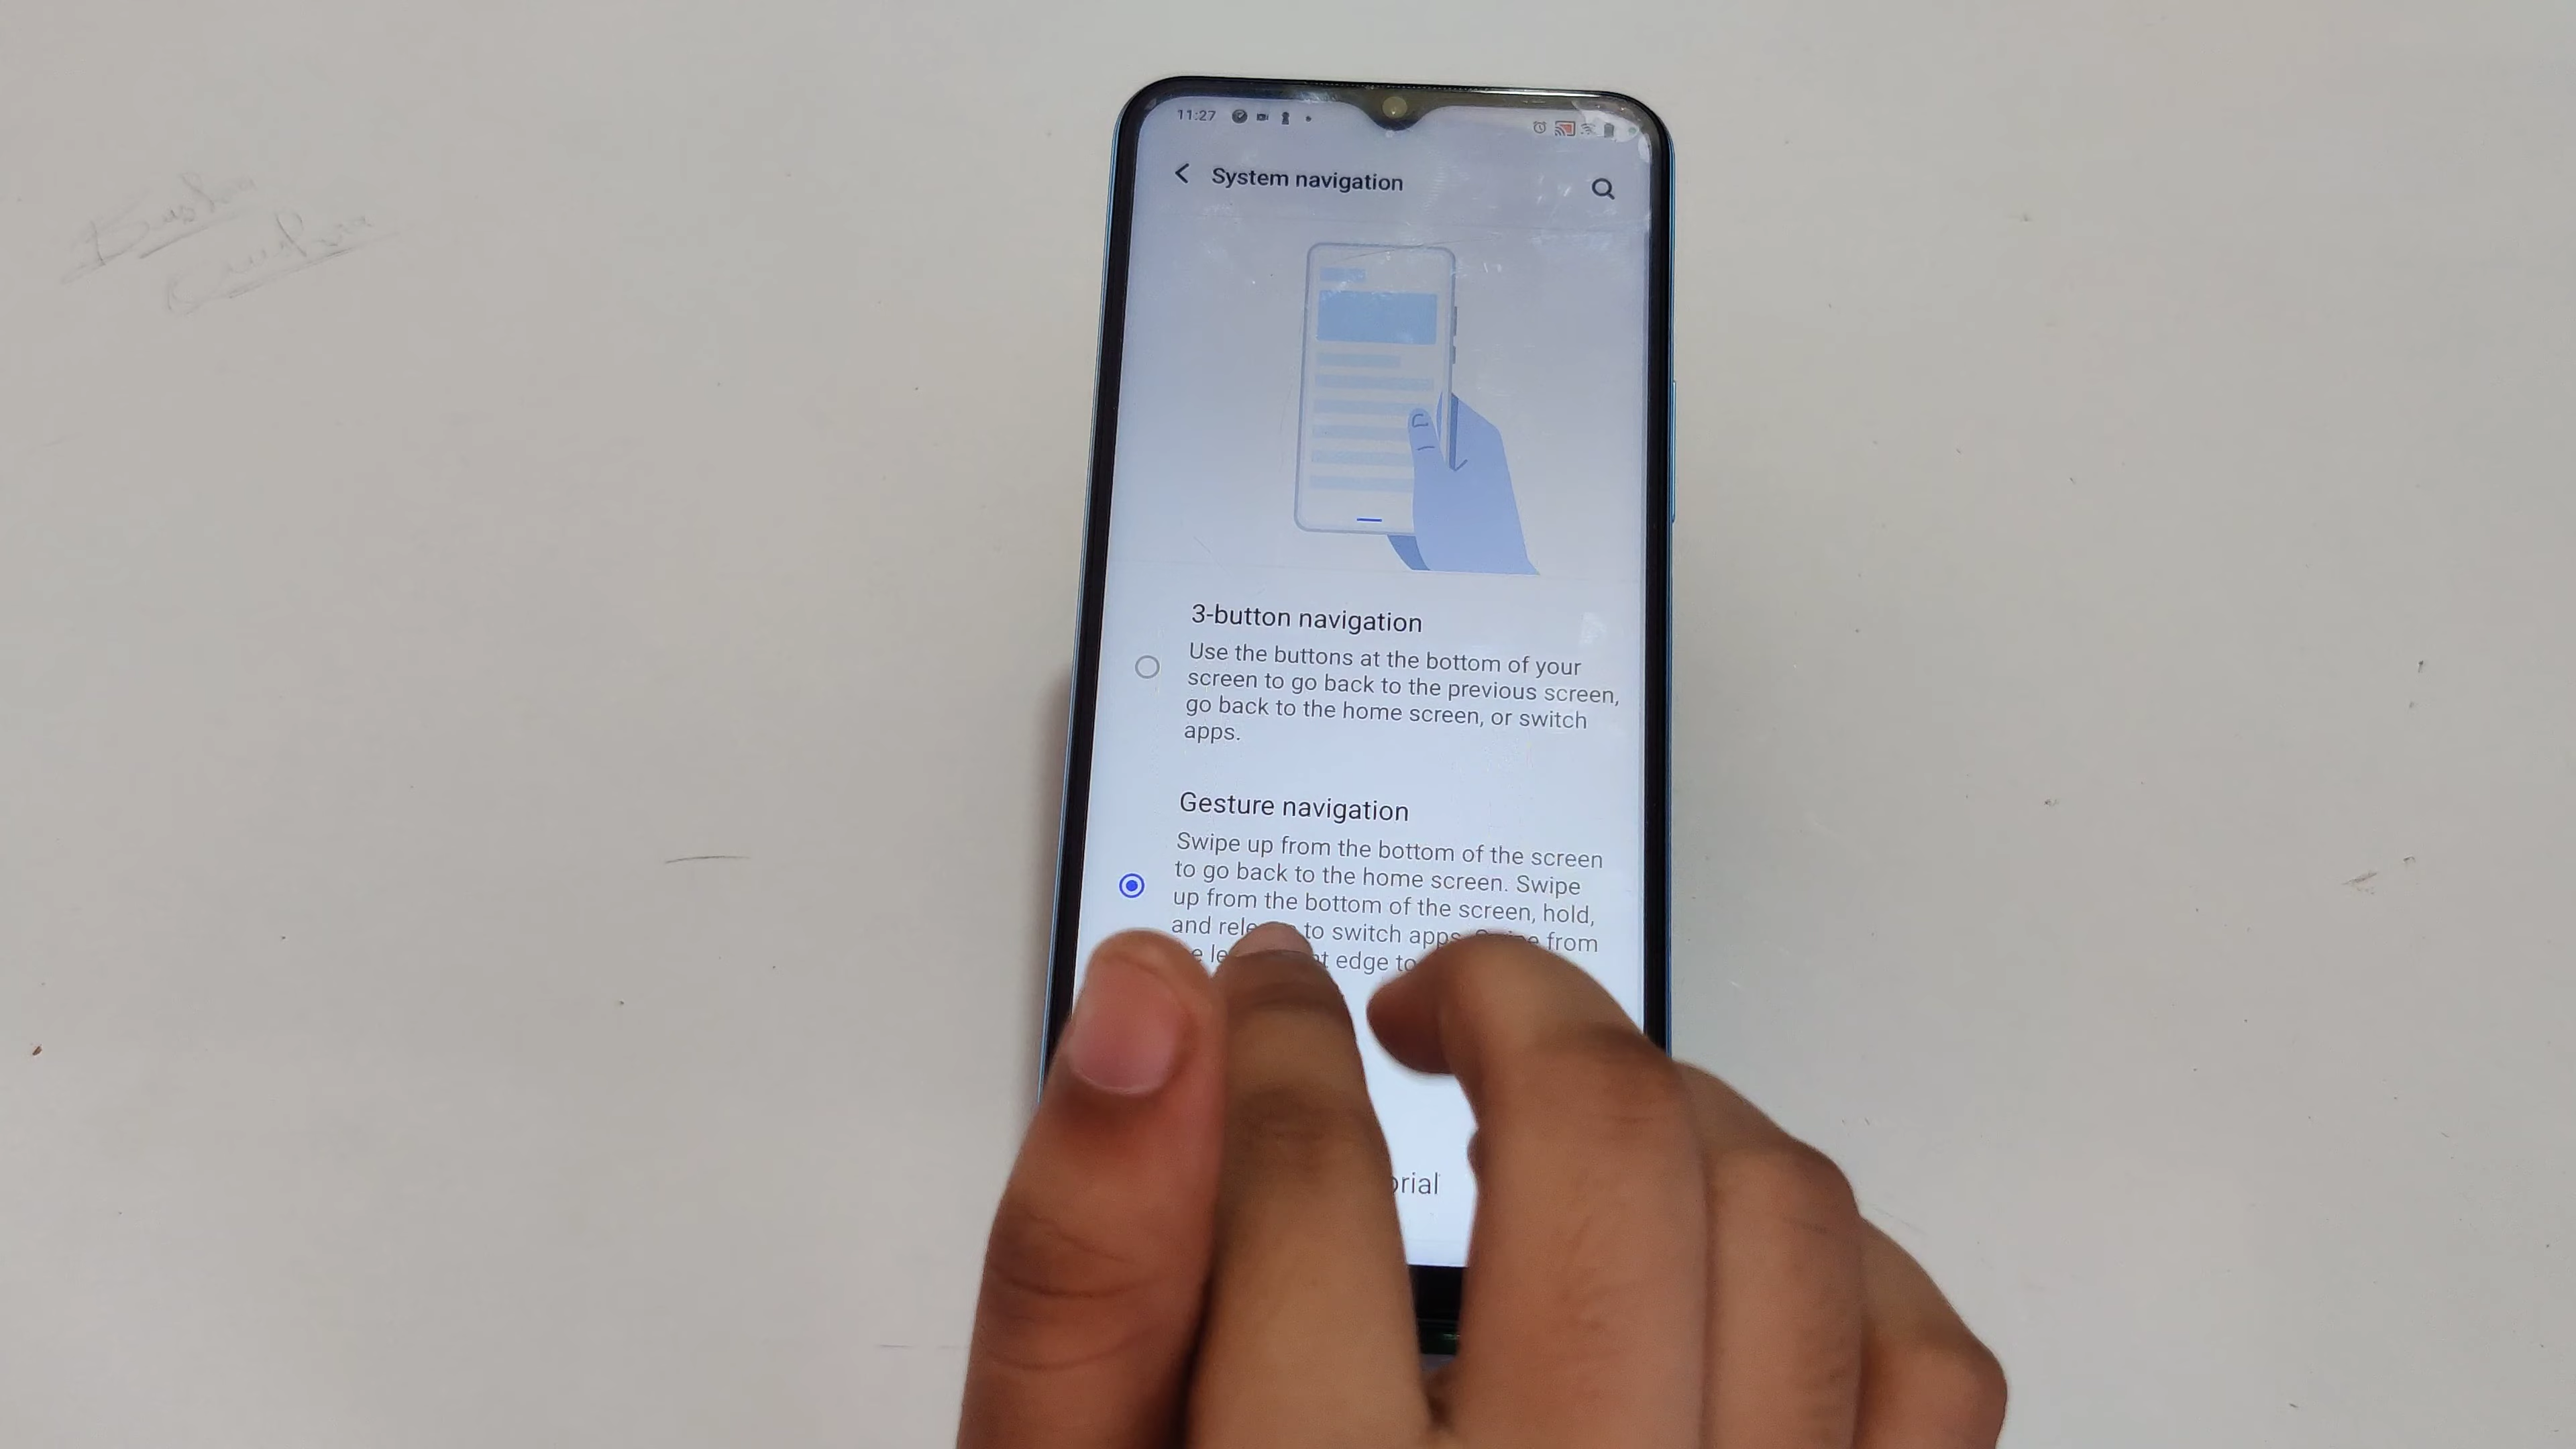 11:27
System navigation
3-button navigation
Use the buttons at the bottom of your
screen to go back to the previous screen,
go back to the home screen, or switch
apps.
Gesture navigation
Swipe up from the bottom of the screen
to go back to the home screen. Swipe
up from the bottom of the screen, hold,
and to switch apps from
edge to